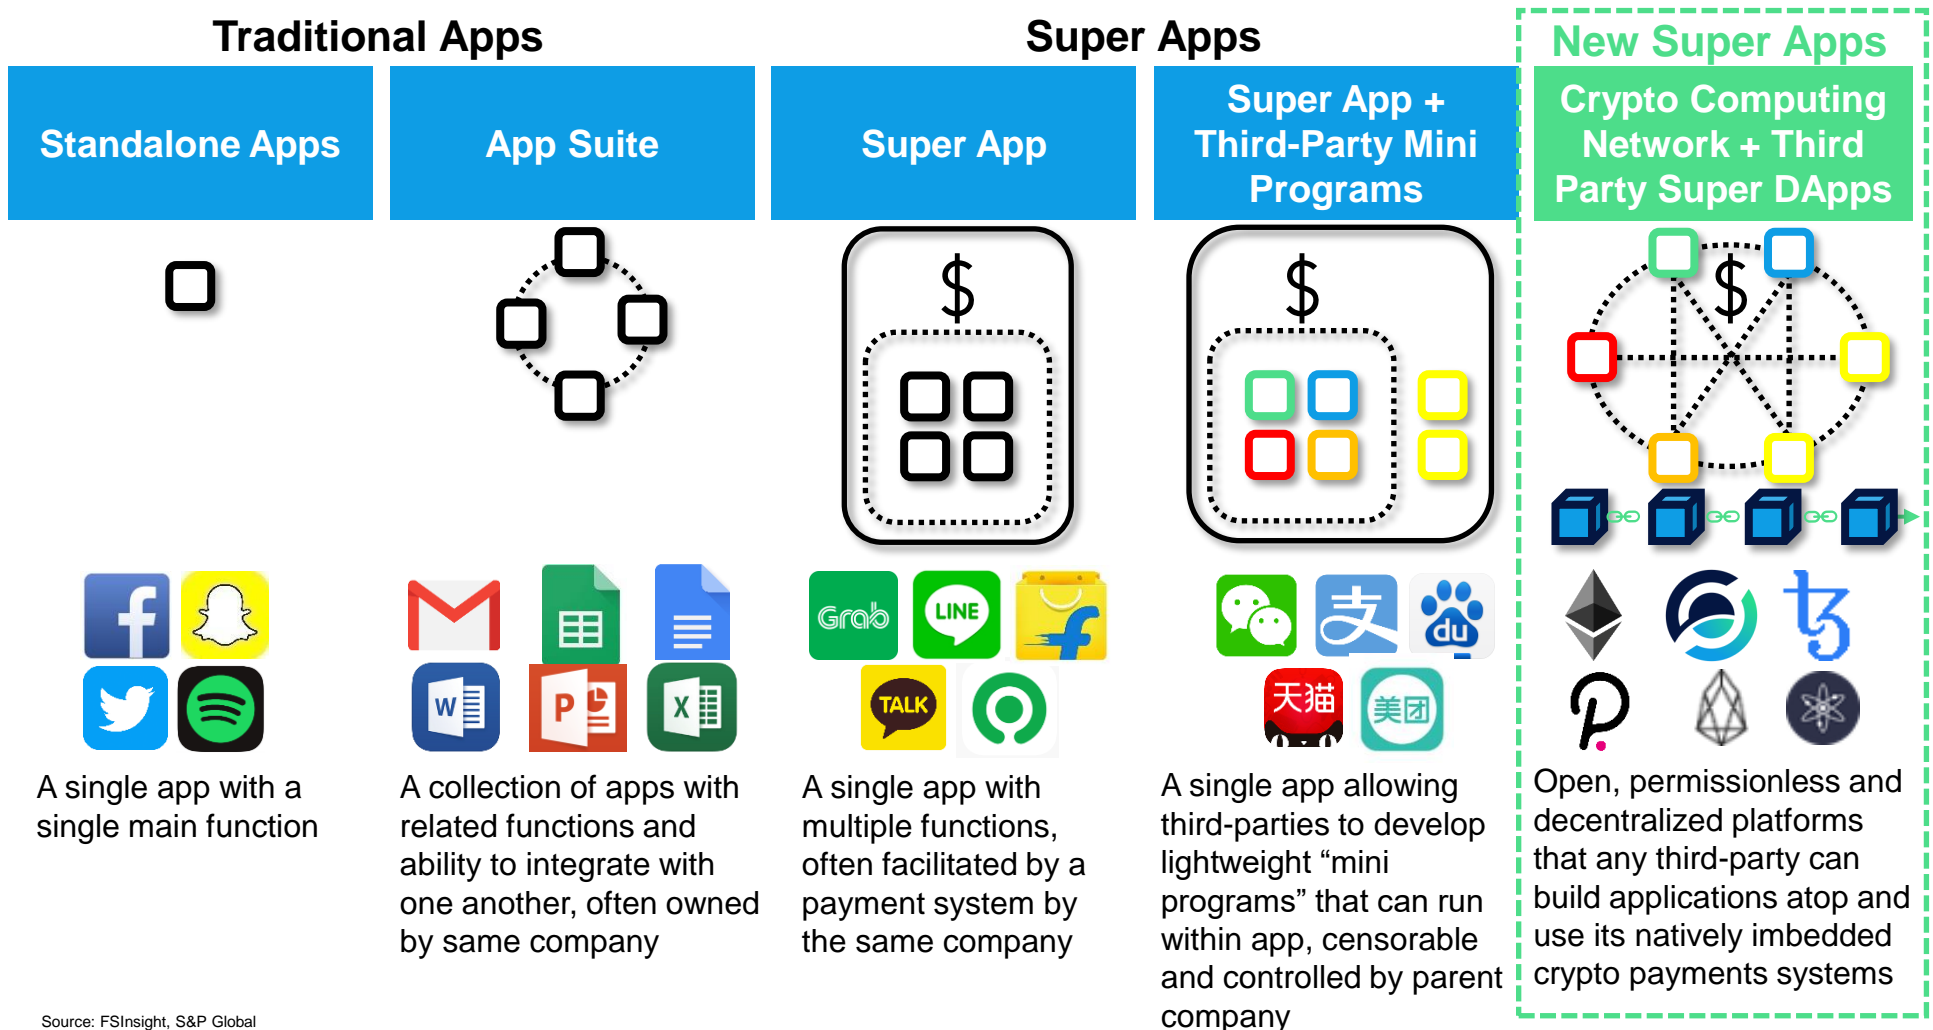 Traditional Apps
Super Apps
New Super Apps
Standalone Apps
App Suite
Super App
Super App +
Third-Party Mini
Programs
Crypto Computing
Network + Third
Party Super DApps
$
$
$
f
Grab
LINE
f
支
du
W
P
X
TALK
天猫
美团
A single app with a
single main function
A collection of apps with
related functions and
ability to integrate with
one another, often owned
by same company
A single app with
multiple functions,
often facilitated by a
payment system by
the same company
A single app allowing
third-parties to develop
lightweight “mini
programs” that can run
within app, censorable
and controlled by parent
company
Open, permissionless and
decentralized platforms
that any third-party can
build applications atop and
use its natively imbedded
crypto payments systems
Source: FSInsight, S&P Global